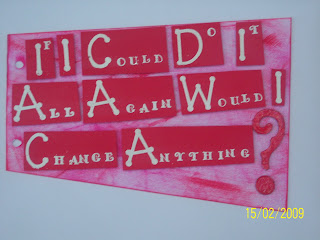 If I Could Do It
All Again Would I
Change Anything ?
15/02/2009